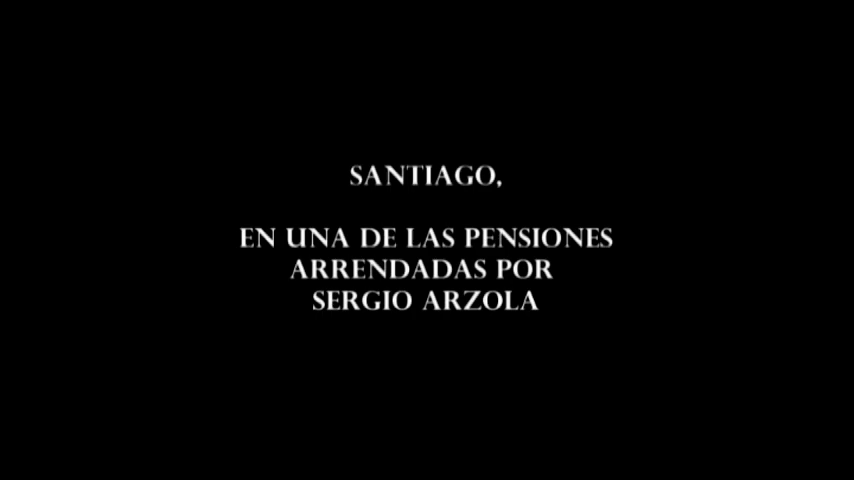 SANTIAGO,
EN UNA DE LAS PENSIONES
ARRENDADAS POR
SERGIO ARZOLA